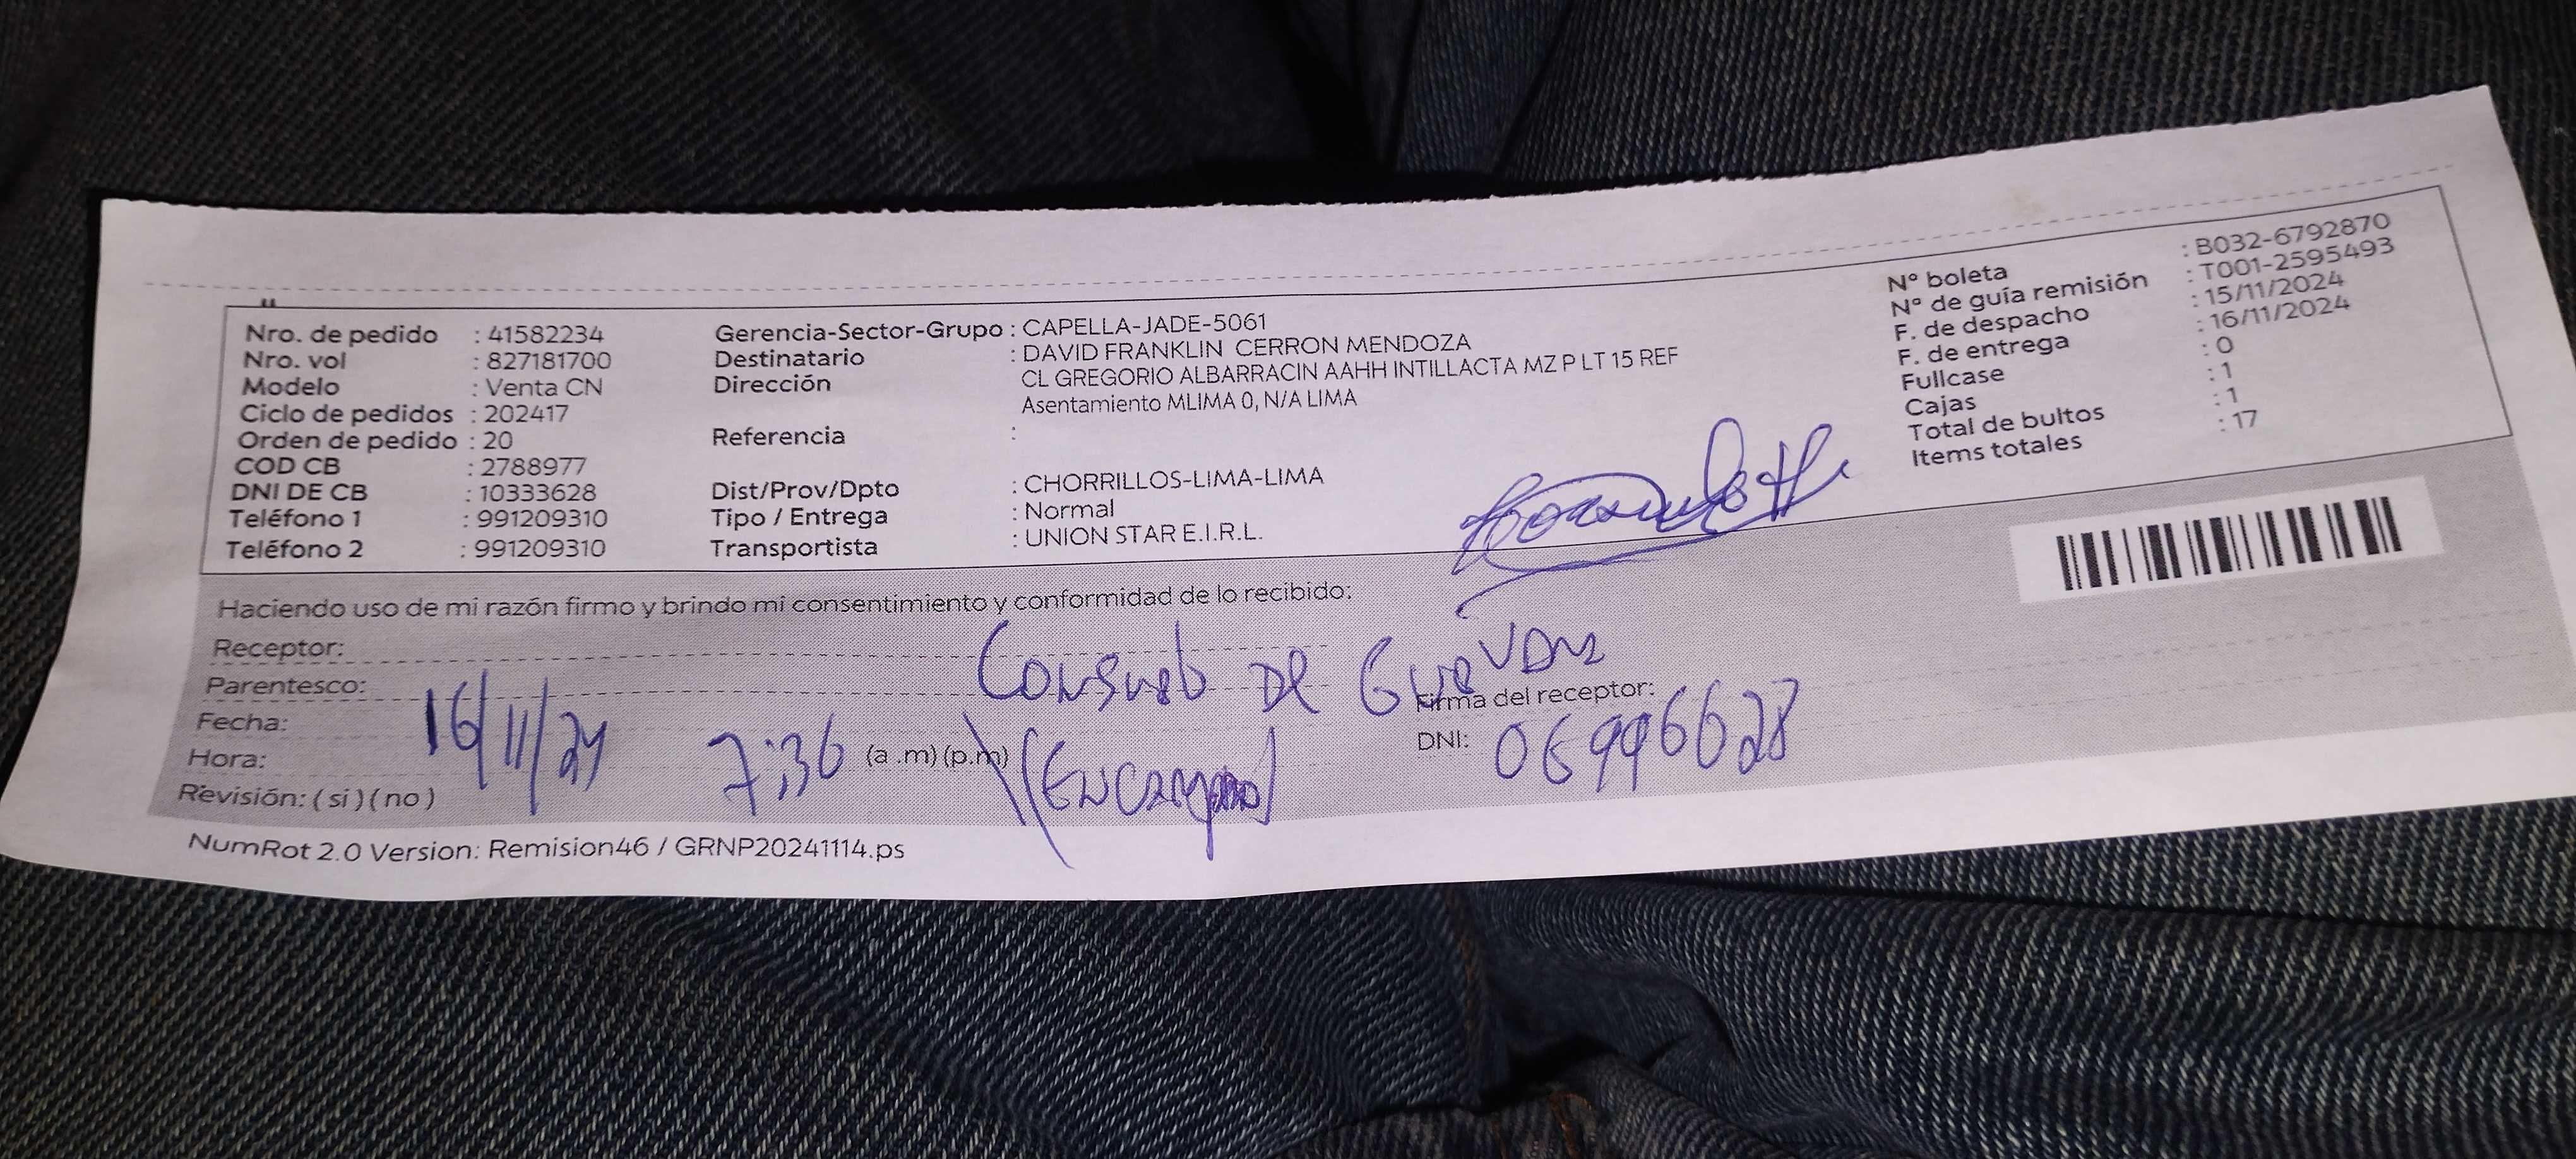 Nro. de pedido : 41582234
Nro. vol : 827181700
Modelo : Venta CN
Ciclo de pedidos : 202417
Orden de pedido : 20
COD CB : 2788977
DNI DE CB : 10333628
Teléfono 1 : 991209310
Teléfono 2 : 991209310
Gerencia-Sector-Grupo : CAPELLA-JADE-5061
Destinatario : DAVID FRANKLIN CERRON MENDOZA
Dirección CL GREGORIO ALBARRACIN AAHH INTILLACTA MZ P LT 15 REF
Asentamiento MLIMA 0, N/A LIMA
Referencia :
Dist/Prov/Dpto : CHORRILLOS-LIMA-LIMA
Tipo / Entrega : Normal
Transportista : UNION STAR E.I.R.L.
N° boleta : B032-6792870
N° de guía remisión : T001-2595493
F. de despacho : 15/11/2024
F. de entrega : 16/11/2024
Fullcase : 0
Cajas : 1
Total de bultos : 1
Items totales : 17
Haciendo uso de mi razón firmo y brindo mi consentimiento y conformidad de lo recibido:
Receptor:
Consuelo De
Parentesco:
Firma del receptor:
Fecha: 16/11/24
Hora: 7:36 (a .m) (p.m)
DNI:
Revisión: ( si ) ( no )
NumRot 2.0 Version: Remision46 / GRNP20241114.ps